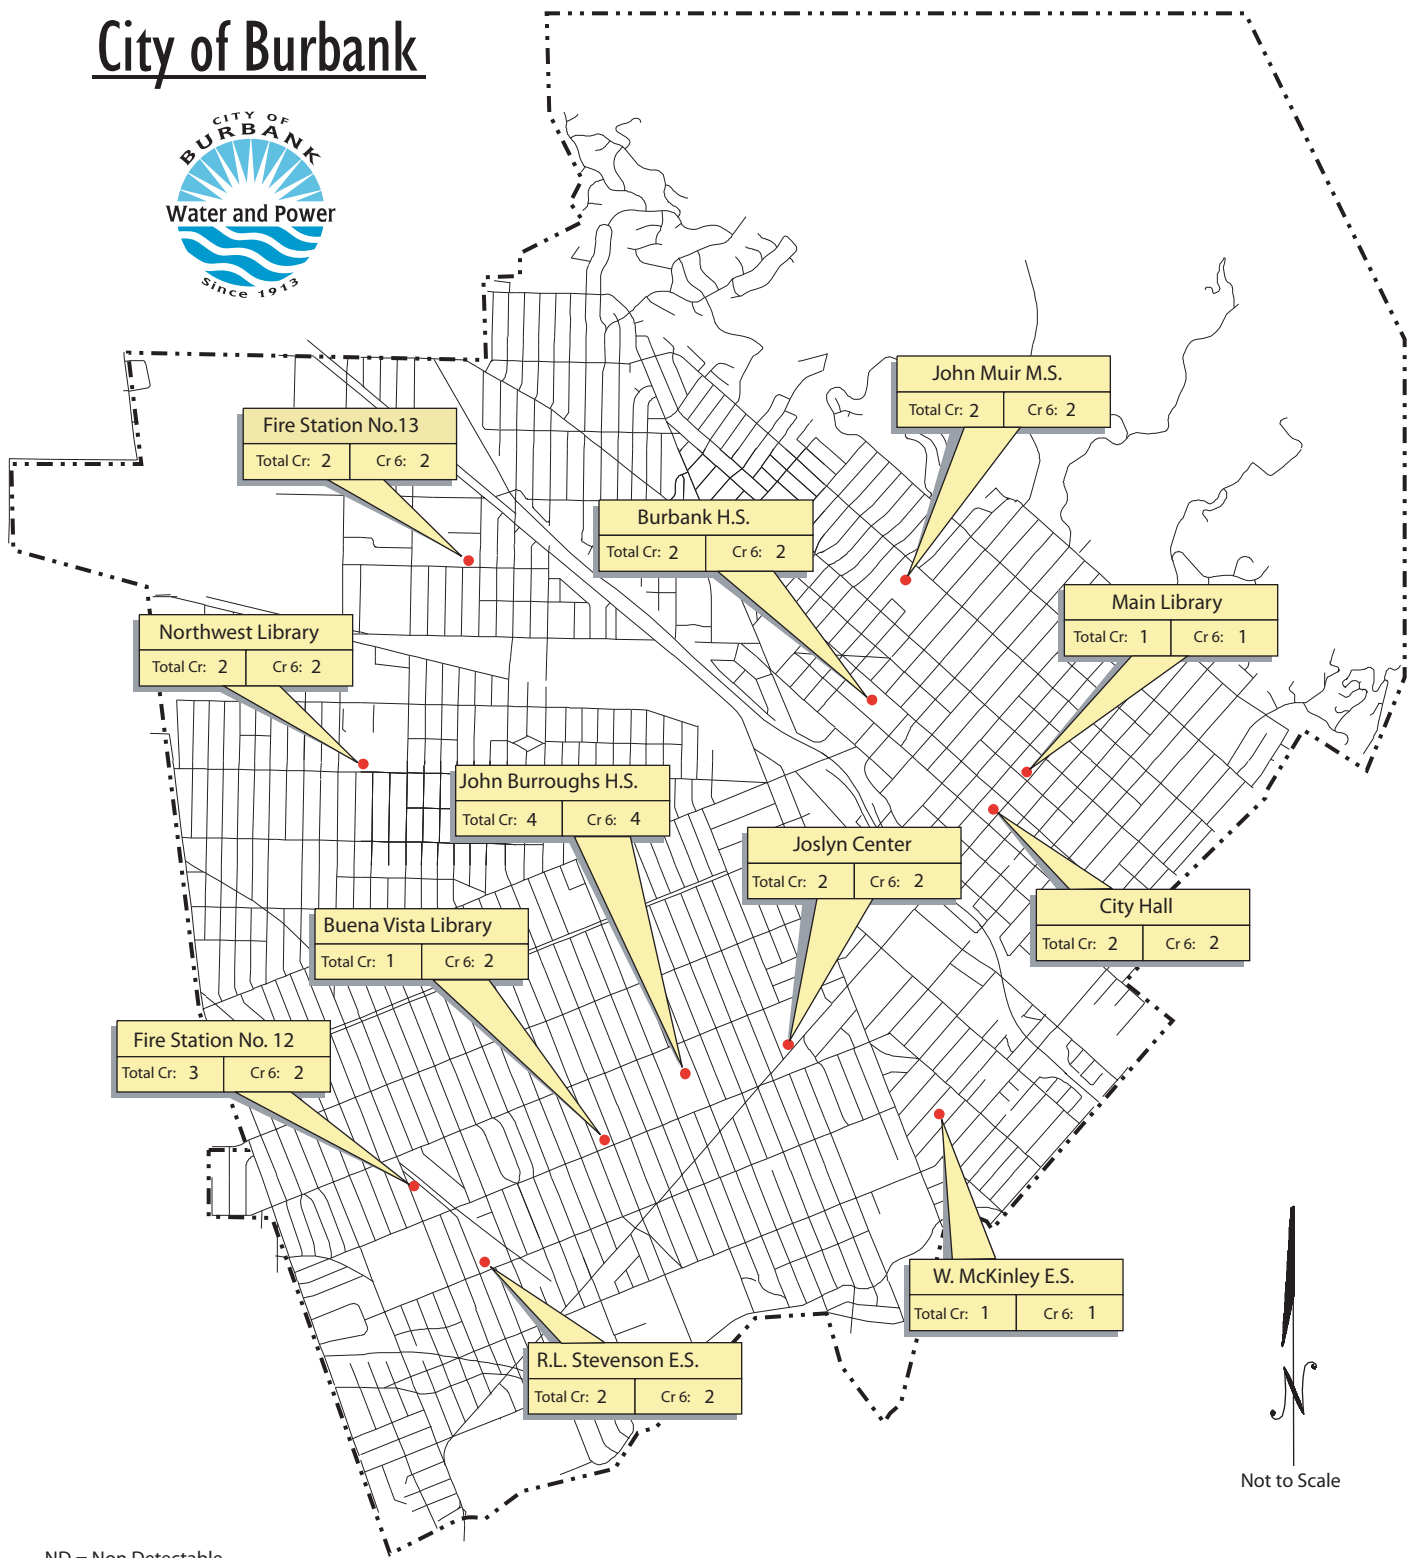 City of Burbank
CITY OF
BURBANK
Water and Power
Since 1913
John Muir M.S.
Total Cr: 2 Cr 6: 2
Fire Station No.13
Total Cr: 2 Cr 6: 2
Burbank H.S.
Total Cr: 2 Cr 6: 2
Main Library
Total Cr: 1 Cr 6: 1
Northwest Library
Total Cr: 2 Cr 6: 2
John Burroughs H.S.
Total Cr: 4 Cr 6: 4
Joslyn Center
Total Cr: 2 Cr 6: 2
City Hall
Total Cr: 2 Cr 6: 2
Buena Vista Library
Total Cr: 1 Cr 6: 2
Fire Station No. 12
Total Cr: 3 Cr 6: 2
W. McKinley E.S.
Total Cr: 1 Cr 6: 1
R.L. Stevenson E.S.
Total Cr: 2 Cr 6: 2
N
Not to Scale
ND = Non Detectable